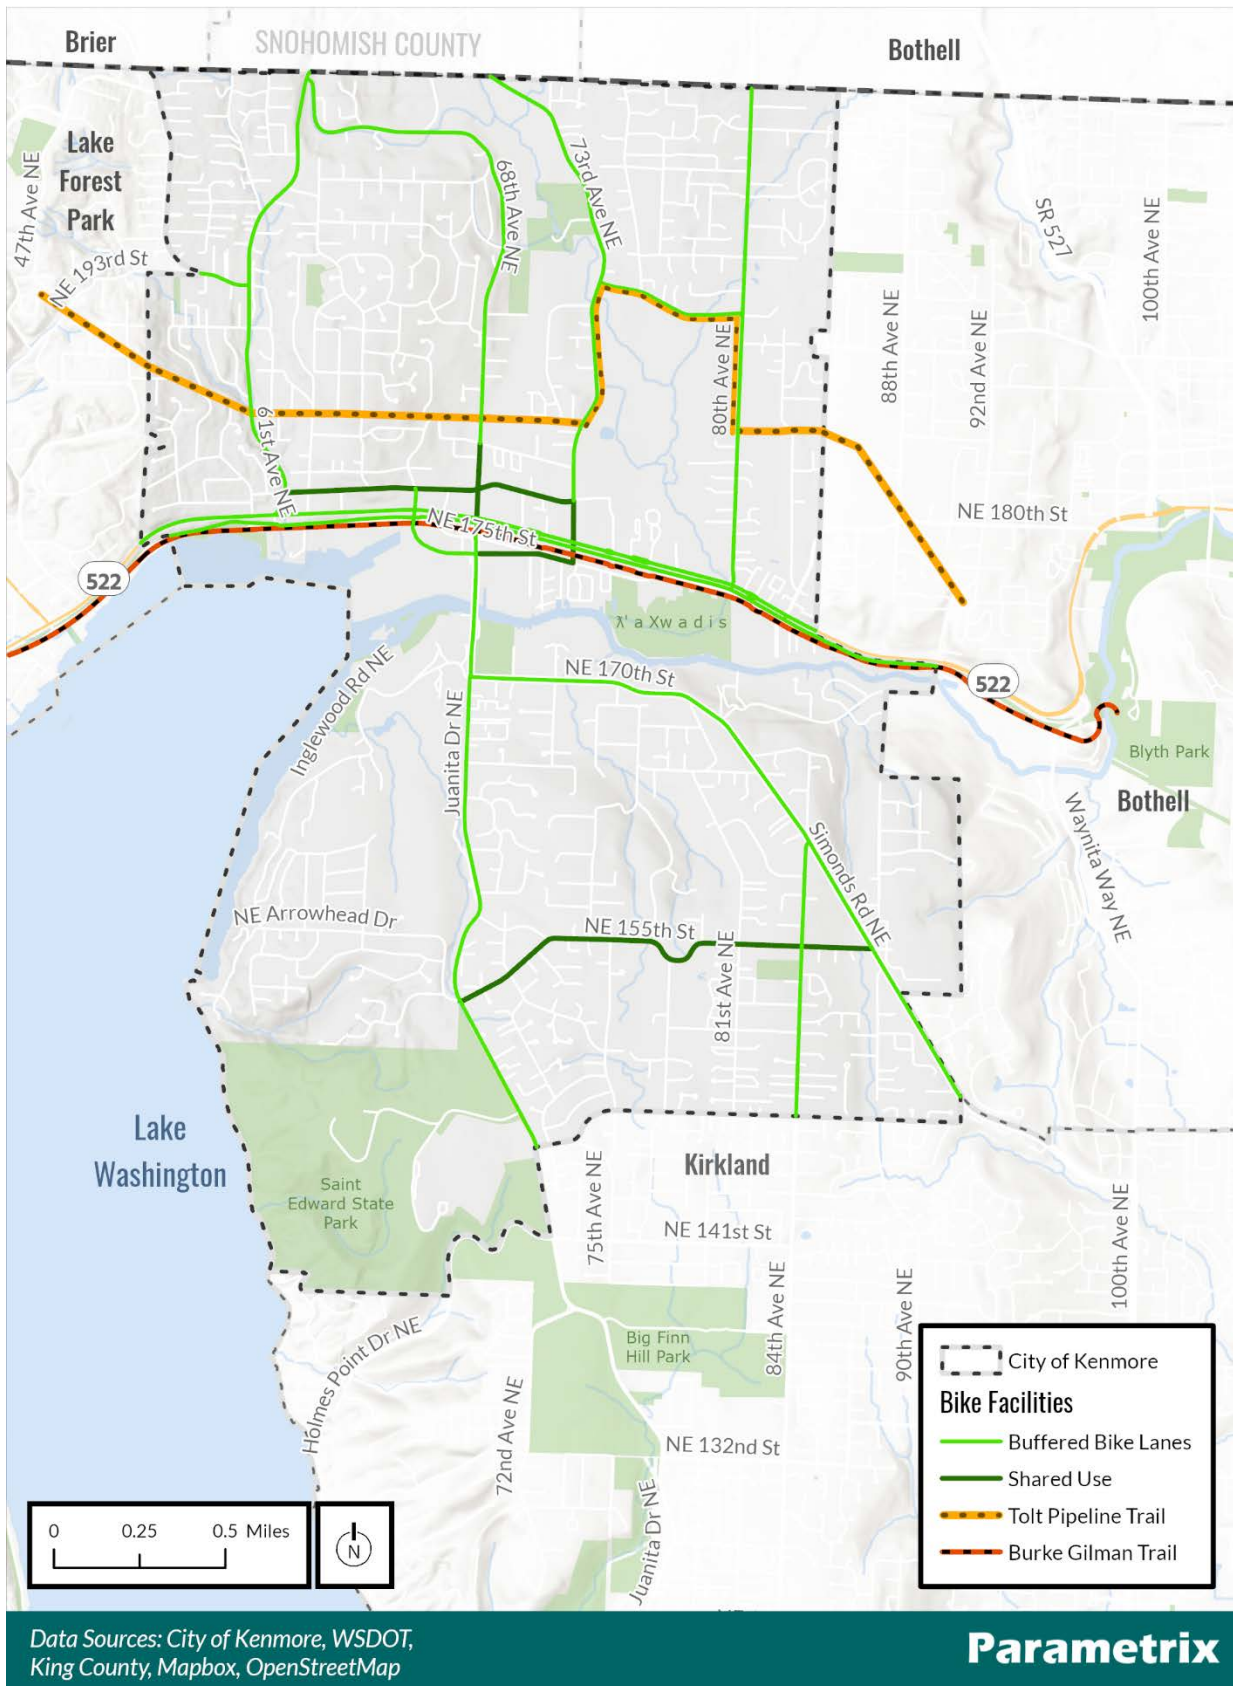 Brier
SNOHOMISH COUNTY
Bothell
Lake
Forest
Park
47th Ave NE
NE 193rd St
68th Ave NE
73rd Ave NE
SR 527
100th Ave NE
88th Ave NE
92nd Ave NE
80th Ave NE
61st Ave NE
NE 175th St
NE 180th St
522
ƛ' a Xw a d i s
522
NE 170th St
Inglewood Rd NE
Juanita Dr NE
Blyth Park
Bothell
Waynita Way NE
Simonds Rd NE
NE Arrowhead Dr
NE 155th St
81st Ave NE
Lake
Washington
Kirkland
Saint
Edward State
Park
75th Ave NE
NE 141st St
100th Ave NE
84th Ave NE
90th Ave NE
Big Finn
Hill Park
Holmes Point Dr NE
72nd Ave NE
NE 132nd St
Juanita Dr NE
City of Kenmore
Bike Facilities
Buffered Bike Lanes
Shared Use
Tolt Pipeline Trail
Burke Gilman Trail
0 0.25 0.5 Miles
N
Data Sources: City of Kenmore, WSDOT,
King County, Mapbox, OpenStreetMap
Parametrix